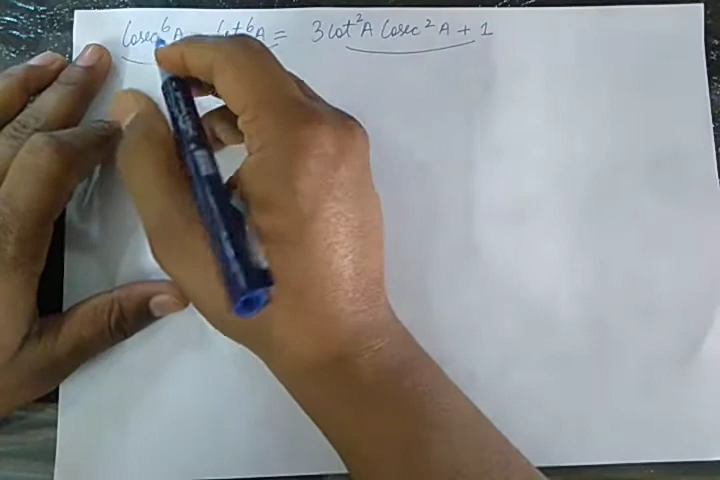 Cosec⁶A - Cot⁶A = 3Cot²A Cosec²A + 1